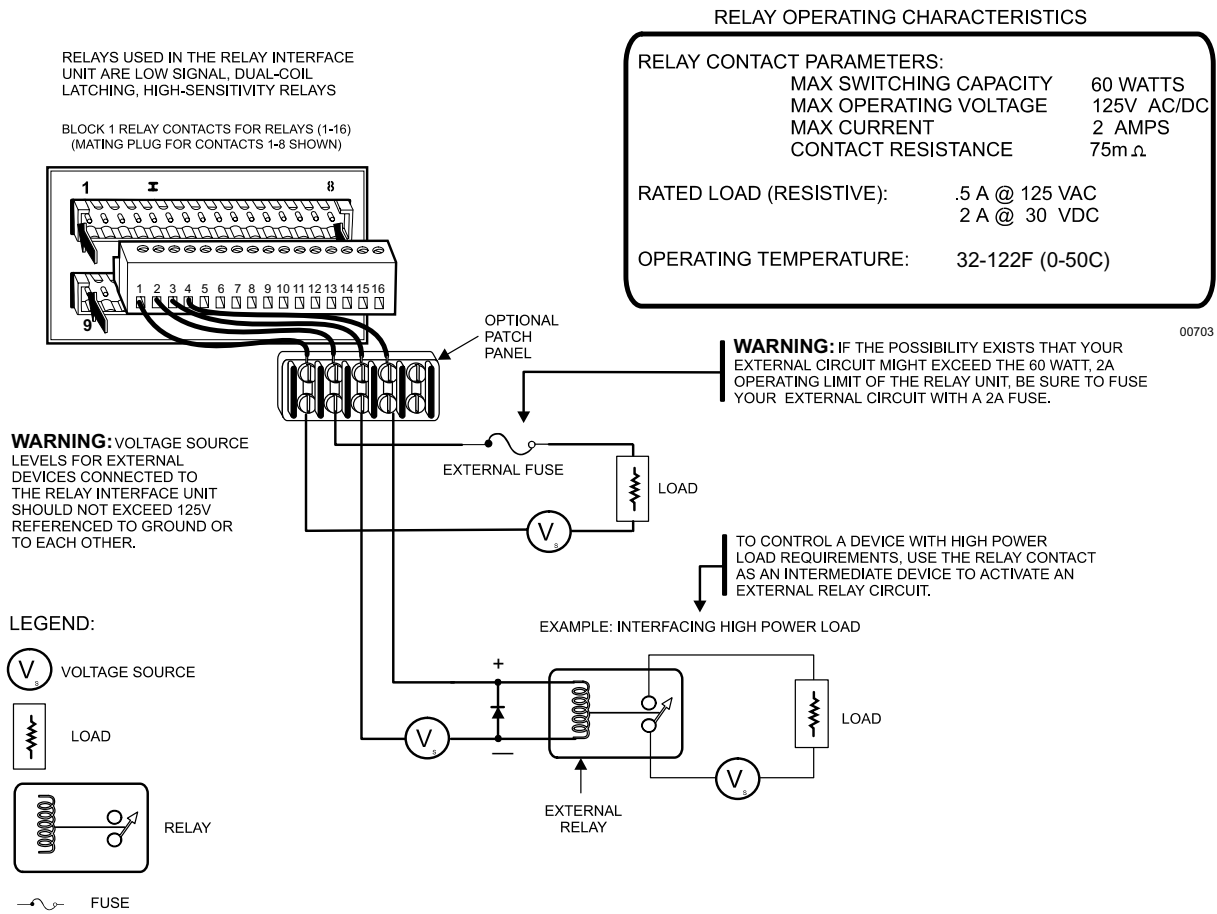 RELAY OPERATING CHARACTERISTICS
RELAYS USED IN THE RELAY INTERFACE
UNIT ARE LOW SIGNAL, DUAL-COIL
LATCHING, HIGH-SENSITIVITY RELAYS
BLOCK 1 RELAY CONTACTS FOR RELAYS (1-16)
(MATING PLUG FOR CONTACTS 1-8 SHOWN)
RELAY CONTACT PARAMETERS:
MAX SWITCHING CAPACITY 60 WATTS
MAX OPERATING VOLTAGE 125V AC/DC
MAX CURRENT 2 AMPS
CONTACT RESISTANCE 75mΩ
RATED LOAD (RESISTIVE): .5 A @ 125 VAC
2 A @ 30 VDC
OPERATING TEMPERATURE: 32-122F (0-50C)
00703
1 I 8
1 2 3 4 5 6 7 8 9 10 11 12 13 14 15 16
9
OPTIONAL
PATCH
PANEL
WARNING: IF THE POSSIBILITY EXISTS THAT YOUR
EXTERNAL CIRCUIT MIGHT EXCEED THE 60 WATT, 2A
OPERATING LIMIT OF THE RELAY UNIT, BE SURE TO FUSE
YOUR EXTERNAL CIRCUIT WITH A 2A FUSE.
WARNING: VOLTAGE SOURCE
LEVELS FOR EXTERNAL
DEVICES CONNECTED TO
THE RELAY INTERFACE UNIT
SHOULD NOT EXCEED 125V
REFERENCED TO GROUND OR
TO EACH OTHER.
EXTERNAL FUSE
LOAD
Vs
TO CONTROL A DEVICE WITH HIGH POWER
LOAD REQUIREMENTS, USE THE RELAY CONTACT
AS AN INTERMEDIATE DEVICE TO ACTIVATE AN
EXTERNAL RELAY CIRCUIT.
EXAMPLE: INTERFACING HIGH POWER LOAD
+
—
Vs
LOAD
Vs
EXTERNAL
RELAY
LEGEND:
Vs VOLTAGE SOURCE
LOAD
RELAY
FUSE